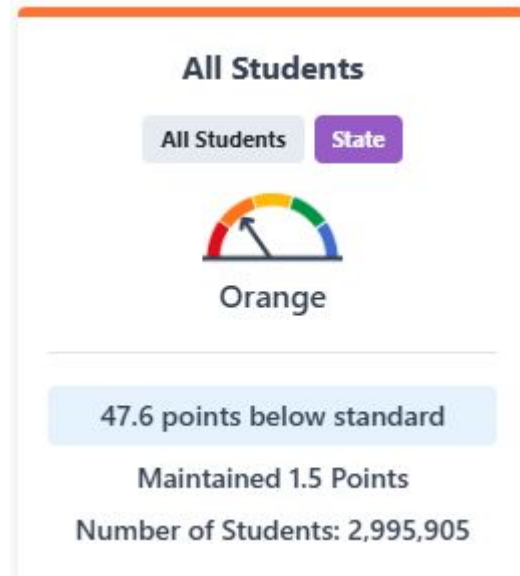 All Students
All Students State
Orange
47.6 points below standard
Maintained 1.5 Points
Number of Students: 2,995,905